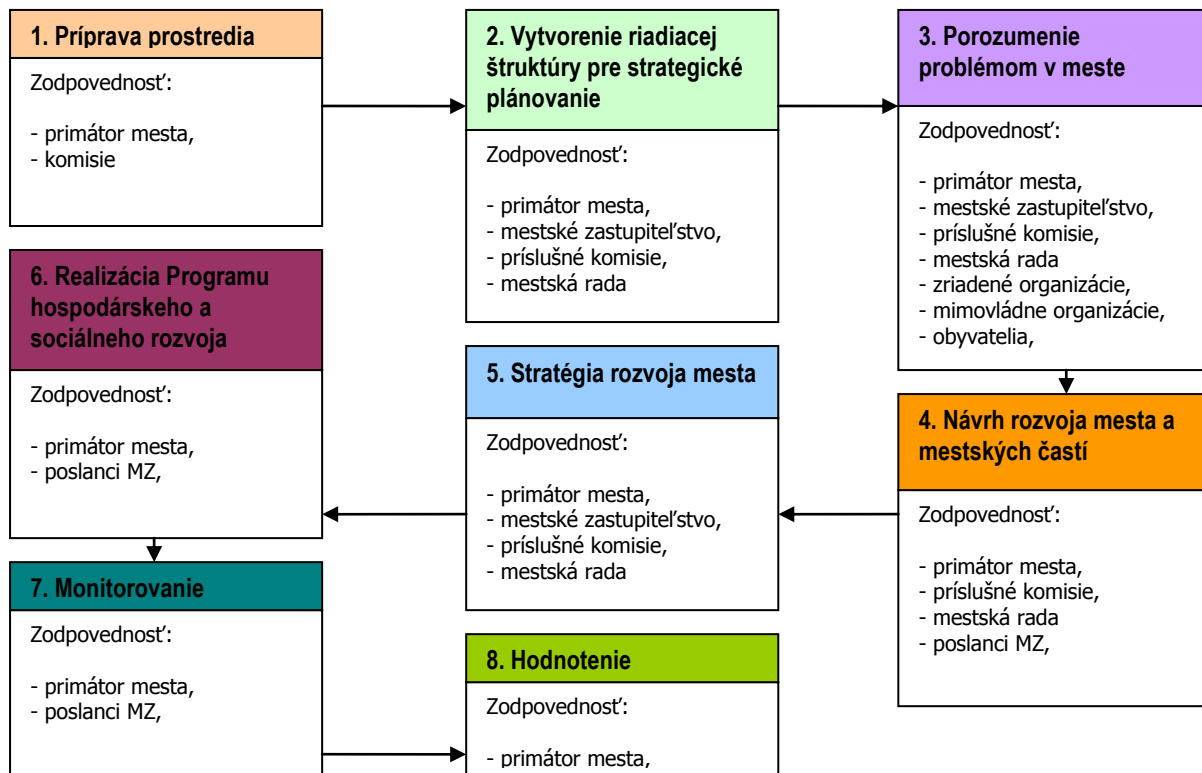 1. Príprava prostredia
Zodpovednosť:
- primátor mesta,
- komisie
2. Vytvorenie riadiacej
štruktúry pre strategické
plánovanie
Zodpovednosť:
- primátor mesta,
- mestské zastupiteľstvo,
- príslušné komisie,
- mestská rada
3. Porozumenie
problémom v meste
Zodpovednosť:
- primátor mesta,
- mestské zastupiteľstvo,
- príslušné komisie,
- mestská rada
- zriadené organizácie,
- mimovládne organizácie,
- obyvatelia,
4. Návrh rozvoja mesta a
mestských častí
Zodpovednosť:
- primátor mesta,
- príslušné komisie,
- mestská rada
- poslanci MZ,
5. Stratégia rozvoja mesta
Zodpovednosť:
- primátor mesta,
- mestské zastupiteľstvo,
- príslušné komisie,
- mestská rada
6. Realizácia Programu
hospodárskeho a
sociálneho rozvoja
Zodpovednosť:
- primátor mesta,
- poslanci MZ,
7. Monitorovanie
Zodpovednosť:
- primátor mesta,
- poslanci MZ,
8. Hodnotenie
Zodpovednosť:
- primátor mesta,